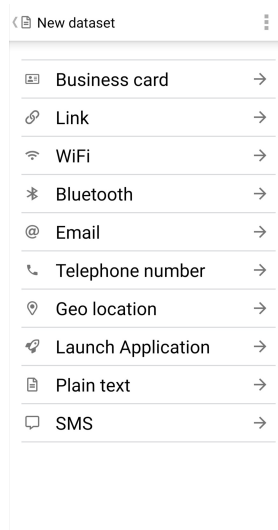 New dataset
Business card
Link
WiFi
Bluetooth
Email
Telephone number
Geo location
Launch Application
Plain text
SMS